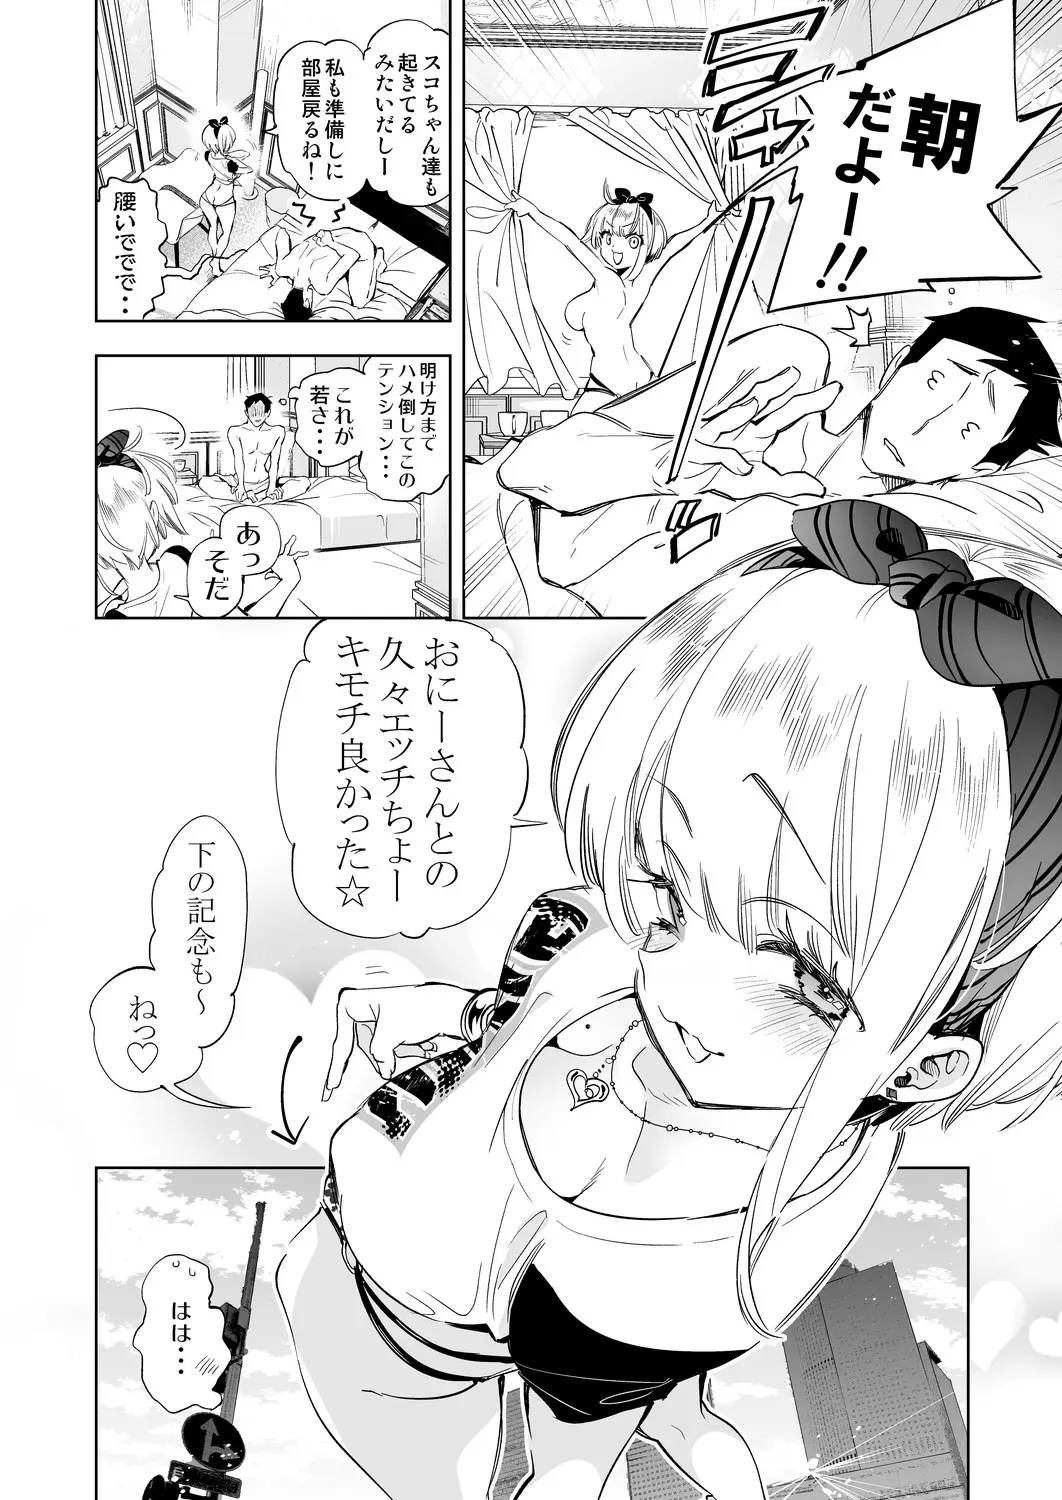 朝
だよー!!
シャッ
スコちゃん達も
起きてる
みたいだしー
私も準備しに
部屋戻るね!
腰いででで・・
明け方まで
ハメ倒してこの
テンション・・・
これが
若さ・・・
あっ
そだ
おにーさんとの
久々エッチちょー
キモチ良かった☆
下の記念も〜
ねっ♡
はは・・・